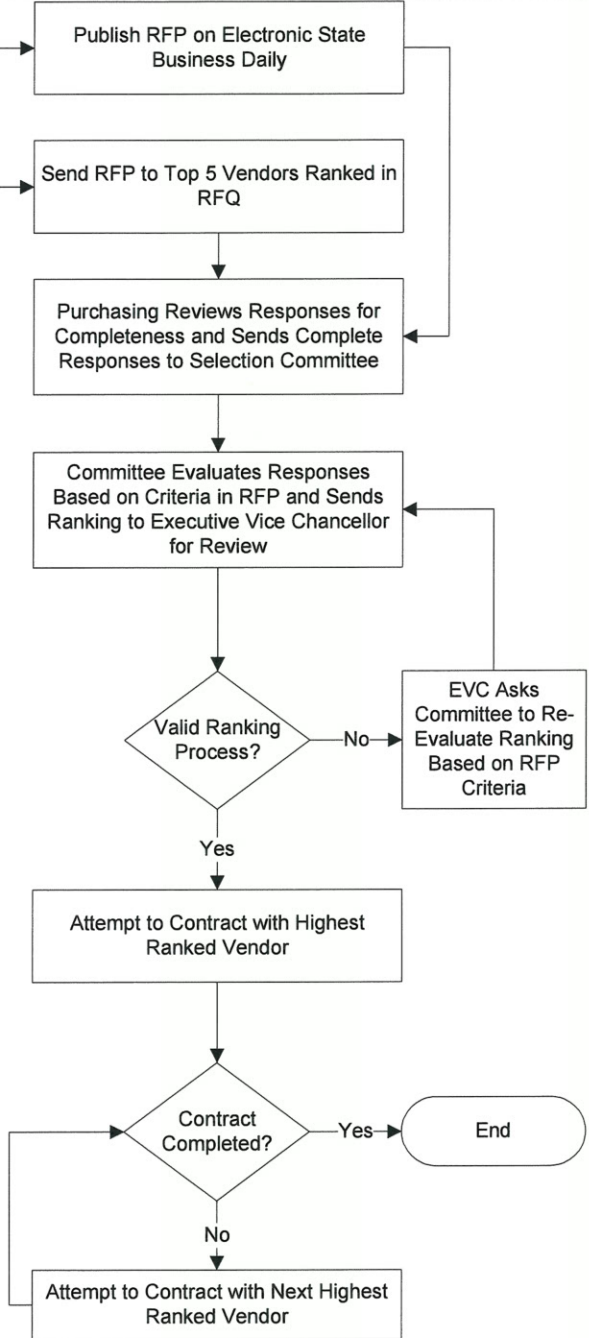 Publish RFP on Electronic State
Business Daily
Send RFP to Top 5 Vendors Ranked in
RFQ
Purchasing Reviews Responses for
Completeness and Sends Complete
Responses to Selection Committee
Committee Evaluates Responses
Based on Criteria in RFP and Sends
Ranking to Executive Vice Chancellor
for Review
Valid Ranking
Process?
No
EVC Asks
Committee to Re-
Evaluate Ranking
Based on RFP
Criteria
Yes
Attempt to Contract with Highest
Ranked Vendor
Contract
Completed?
Yes
End
No
Attempt to Contract with Next Highest
Ranked Vendor